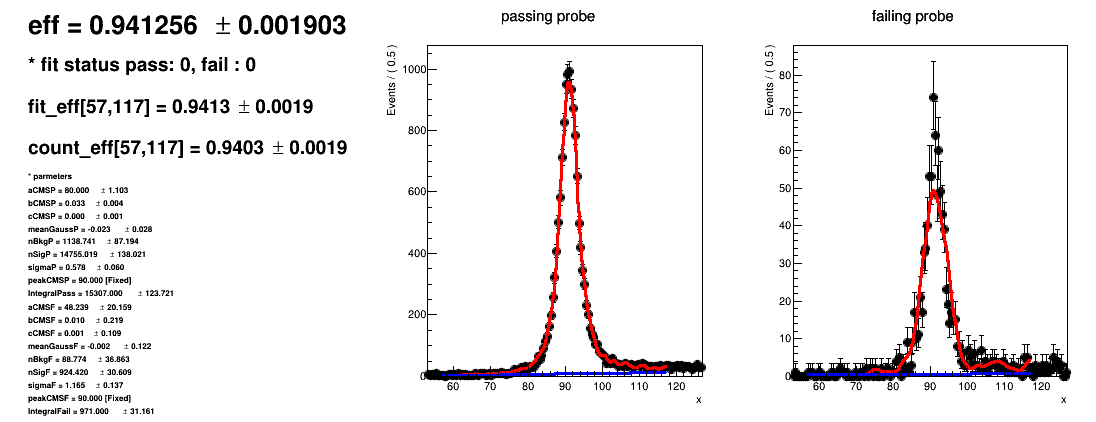 eff = 0.941256 ± 0.001903
* fit status pass: 0, fail : 0
fit_eff[57,117] = 0.9413 ± 0.0019
count_eff[57,117] = 0.9403 ± 0.0019
* parmeters
aCMSP = 80.000 ± 1.103
bCMSP = 0.033 ± 0.004
cCMSP = 0.000 ± 0.001
meanGaussP = -0.023 ± 0.028
nBkgP = 1138.741 ± 87.194
nSigP = 14755.019 ± 138.021
sigmaP = 0.578 ± 0.060
peakCMSP = 90.000 [Fixed]
IntegralPass = 15307.000 ± 123.721
aCMSF = 48.239 ± 20.159
bCMSF = 0.010 ± 0.219
cCMSF = 0.001 ± 0.109
meanGaussF = -0.002 ± 0.122
nBkgF = 88.774 ± 36.863
nSigF = 924.420 ± 30.609
sigmaF = 1.165 ± 0.137
peakCMSF = 90.000 [Fixed]
IntegralFail = 971.000 ± 31.161
passing probe
Events / ( 0.5 )
1000
800
600
400
200
0
60 70 80 90 100 110 120
x
failing probe
Events / ( 0.5 )
80
70
60
50
40
30
20
10
0
60 70 80 90 100 110 120
x